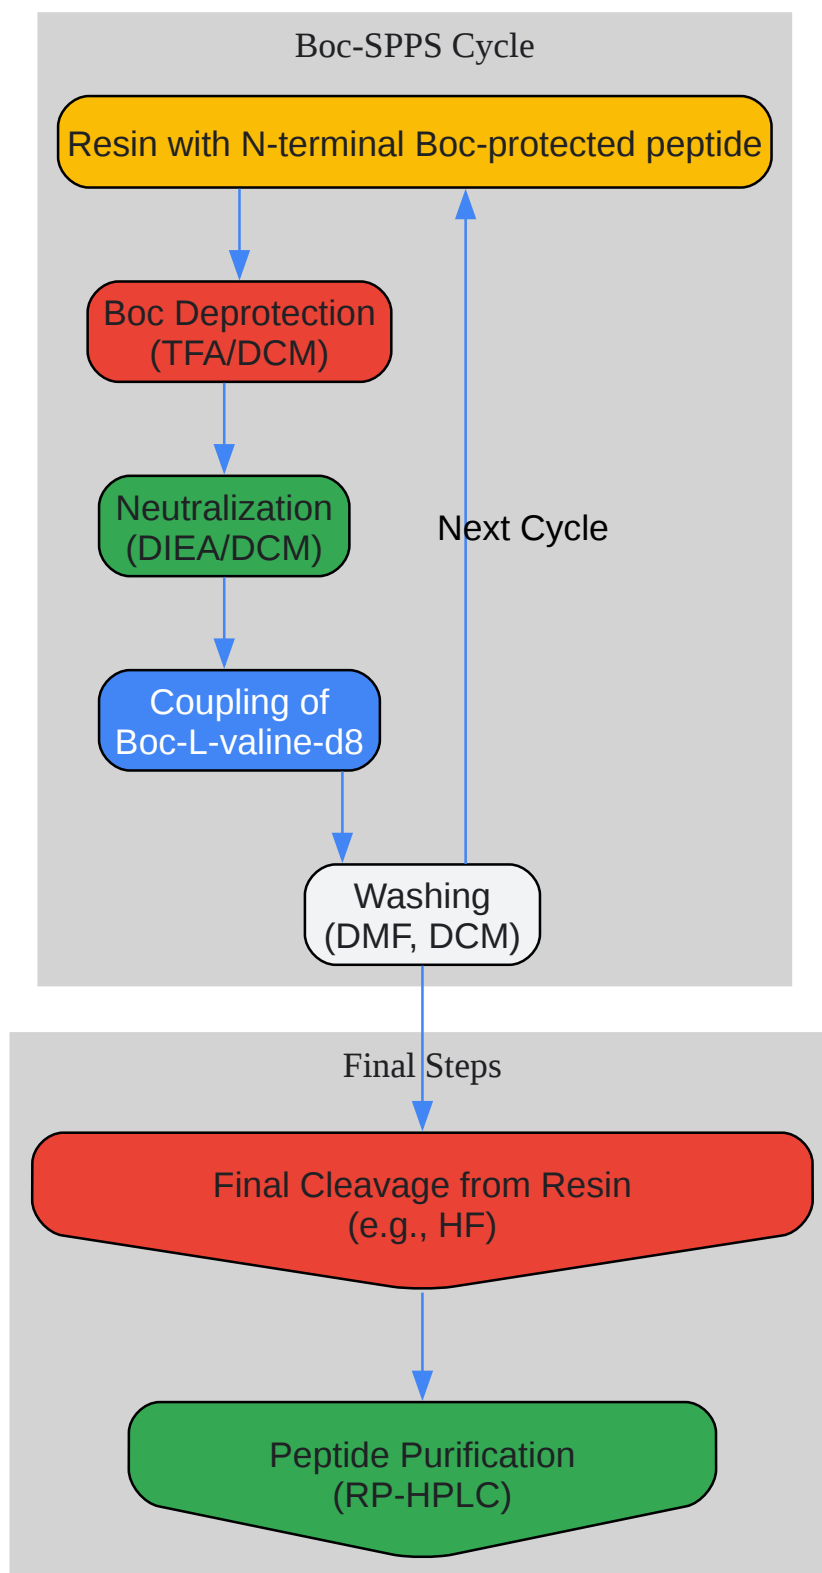 Boc-SPPS Cycle
Resin with N-terminal Boc-protected peptide
Boc Deprotection
(TFA/DCM)
Neutralization
(DIEA/DCM)
Next Cycle
Coupling of
Boc-L-valine-d8
Washing
(DMF, DCM)
Final Steps
Final Cleavage from Resin
(e.g., HF)
Peptide Purification
(RP-HPLC)